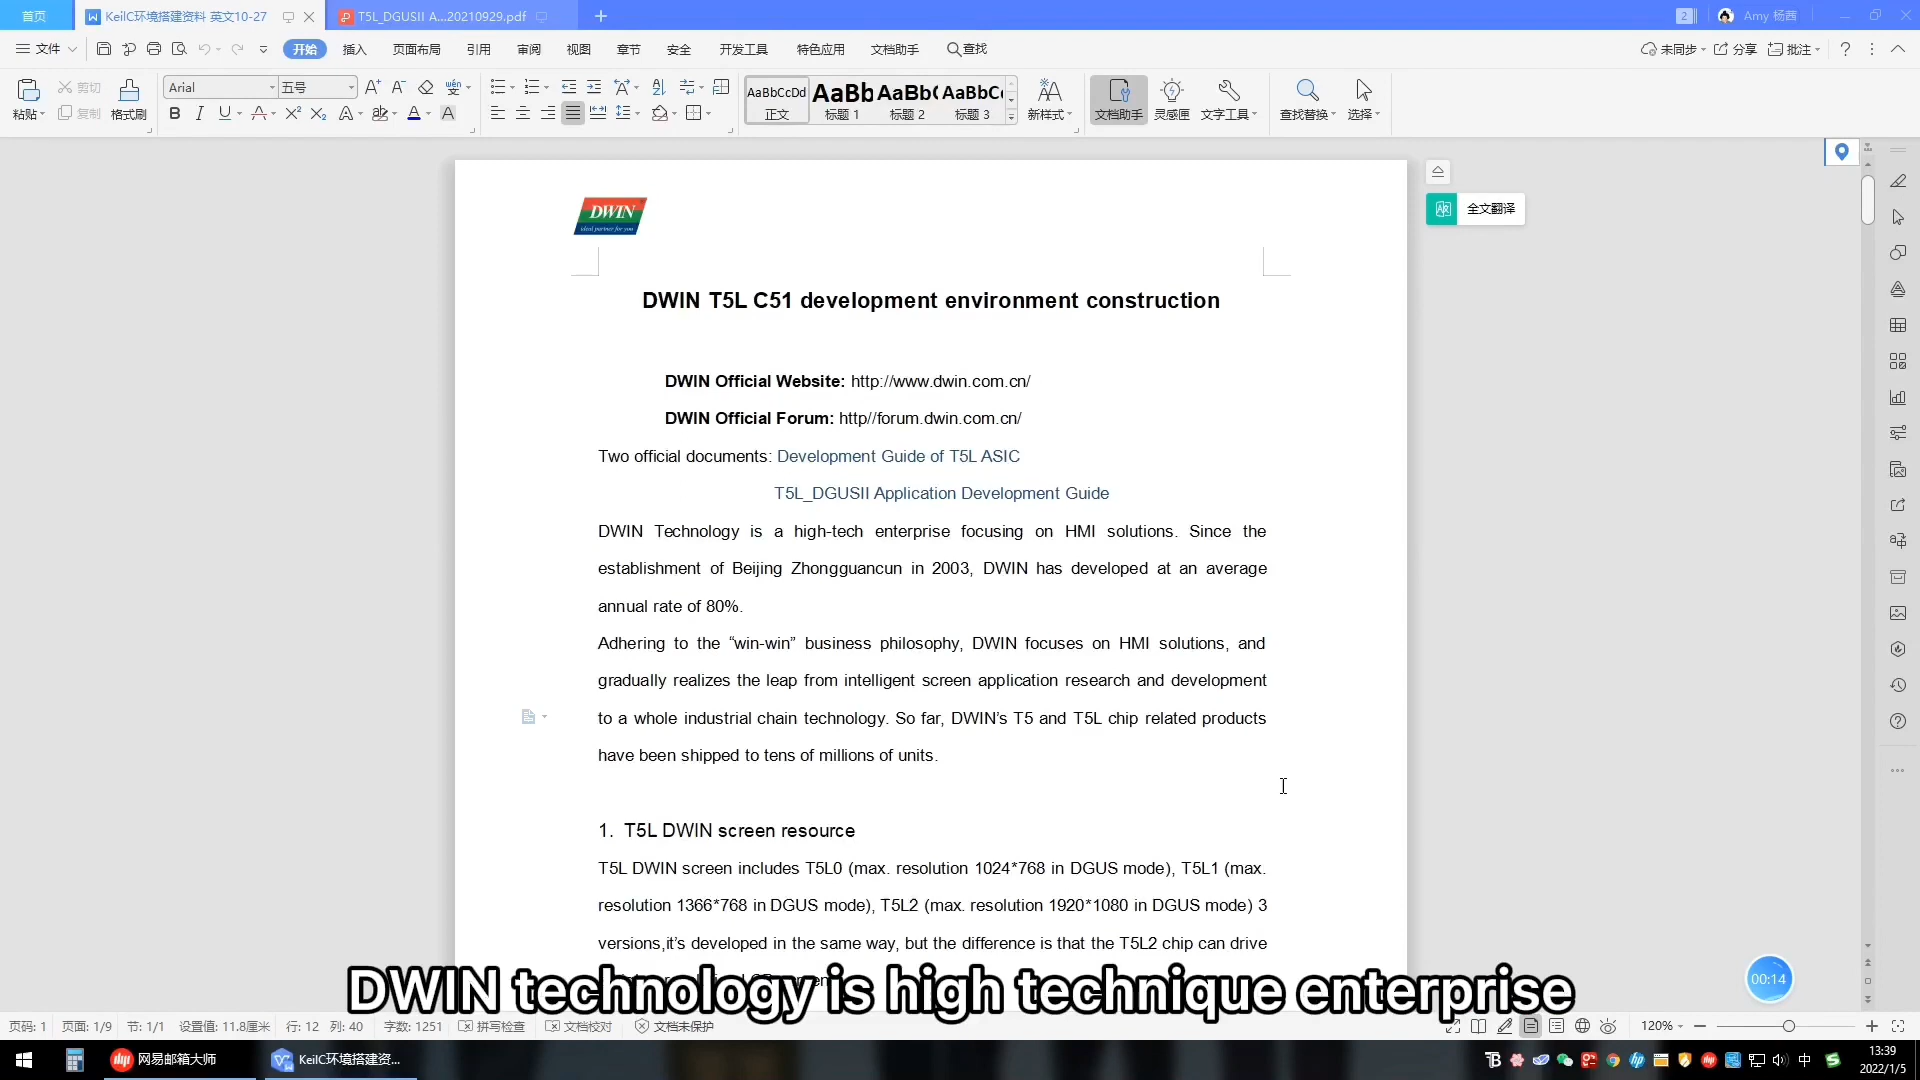 首页
KeilC环境搭建资料 英文10-27
T5L_DGUSII A...20210929.pdf
2
Amy 杨茜
文件
开始
插入
页面布局
引用
审阅
视图
章节
安全
开发工具
特色应用
文档助手
查找
未同步
分享
批注
粘贴
剪切
复制
格式刷
Arial
五号
AaBbCcDd
正文
AaBb
标题 1
AaBb(
标题 2
AaBbC(
标题 3
新样式
文档助手
灵感匣
文字工具
查找替换
选择
DWIN
ideal partner for you
全文翻译
DWIN T5L C51 development environment construction
DWIN Official Website: http://www.dwin.com.cn/
DWIN Official Forum: http//forum.dwin.com.cn/
Two official documents: Development Guide of T5L ASIC
T5L_DGUSII Application Development Guide
DWIN Technology is a high-tech enterprise focusing on HMI solutions. Since the
establishment of Beijing Zhongguancun in 2003, DWIN has developed at an average
annual rate of 80%.
Adhering to the “win-win” business philosophy, DWIN focuses on HMI solutions, and
gradually realizes the leap from intelligent screen application research and development
to a whole industrial chain technology. So far, DWIN’s T5 and T5L chip related products
have been shipped to tens of millions of units.
1. T5L DWIN screen resource
T5L DWIN screen includes T5L0 (max. resolution 1024*768 in DGUS mode), T5L1 (max.
resolution 1366*768 in DGUS mode), T5L2 (max. resolution 1920*1080 in DGUS mode) 3
versions,it’s developed in the same way, but the difference is that the T5L2 chip can drive
DWIN technology is high technique enterprise
00:14
页码: 1
页面: 1/9
节: 1/1
设置值: 11.8厘米
行: 12
列: 40
字数: 1251
拼写检查
文档校对
文档未保护
120%
网易邮箱大师
KeilC环境搭建资...
中
13:39
2022/1/5